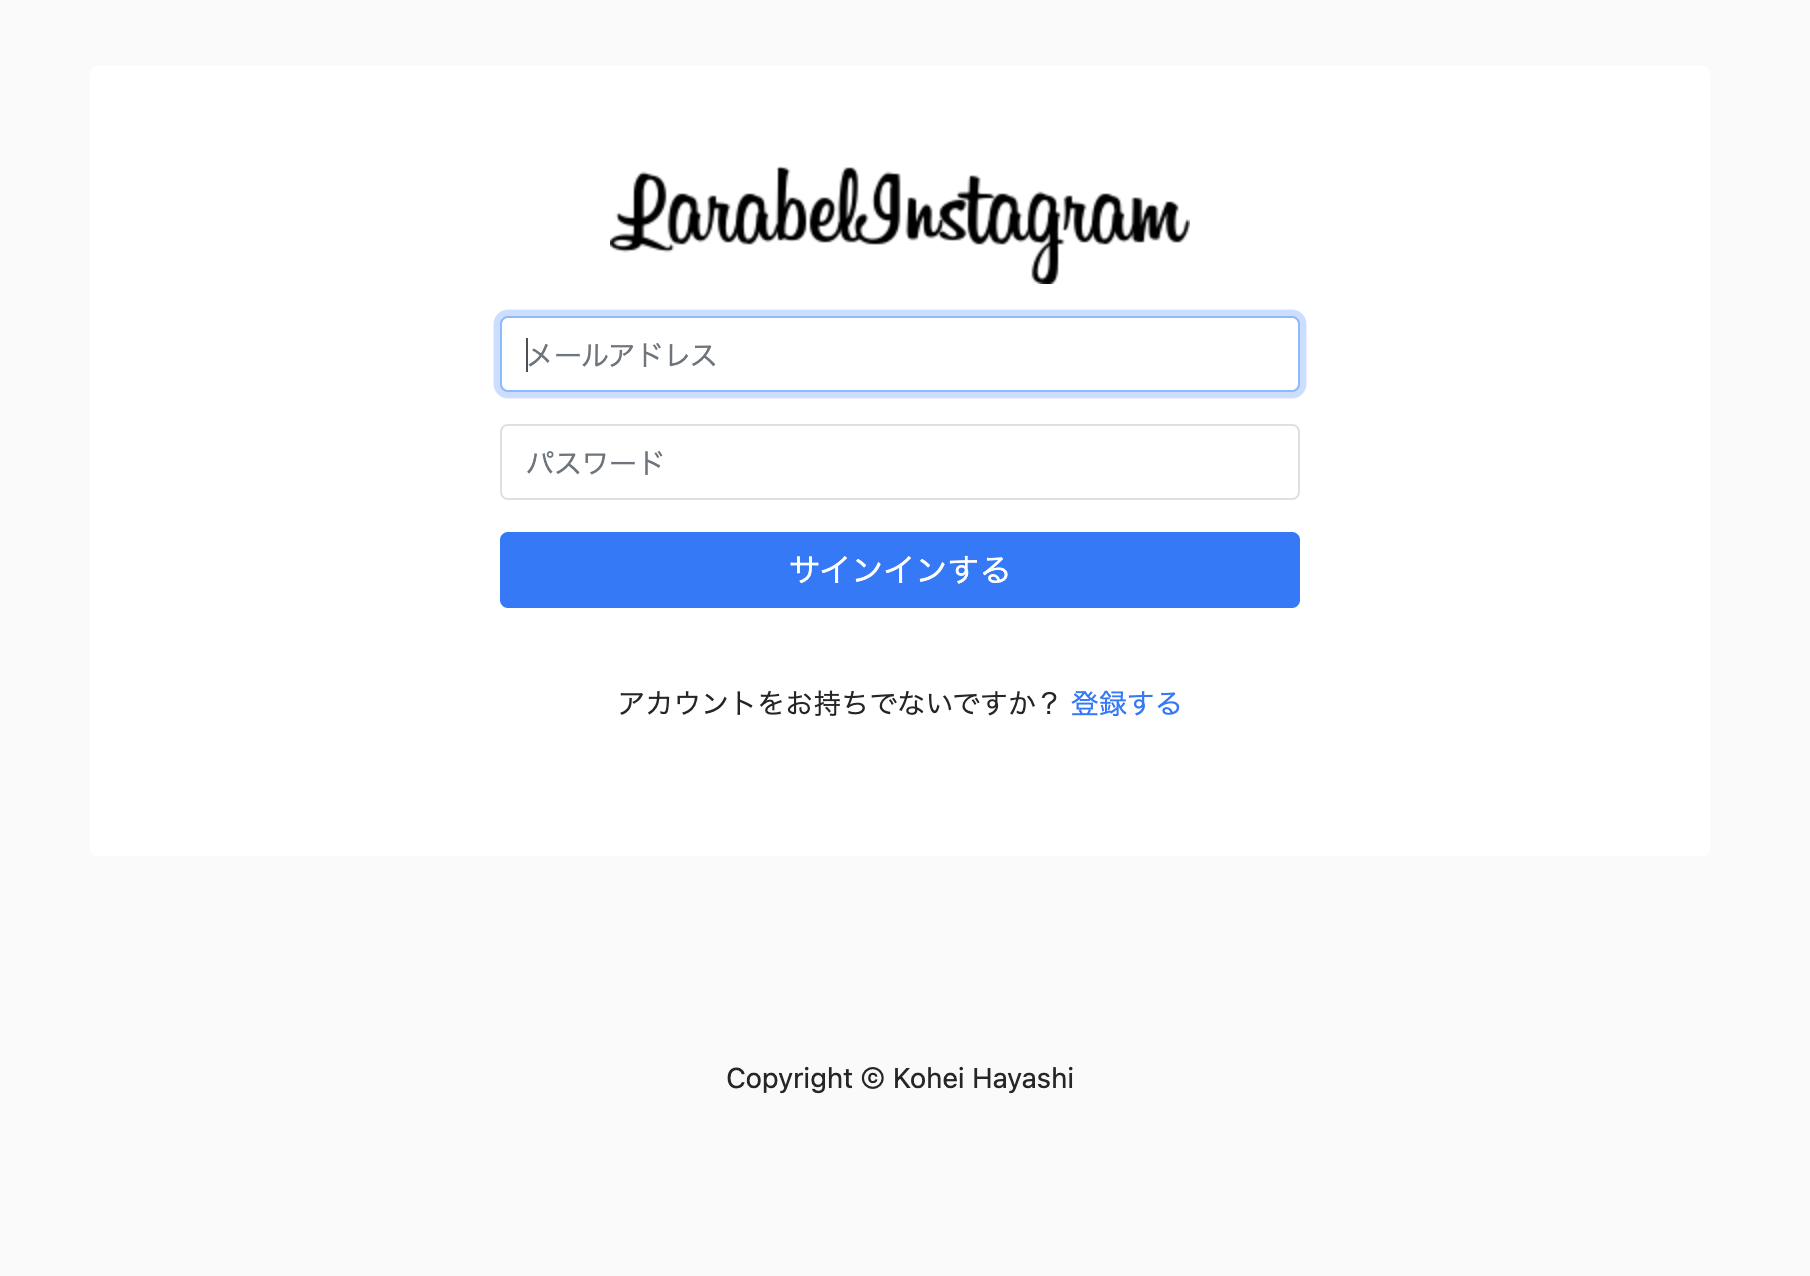 LarabelInstagram
メールアドレス
パスワード
サインインする
アカウントをお持ちでないですか？ 登録する
Copyright © Kohei Hayashi